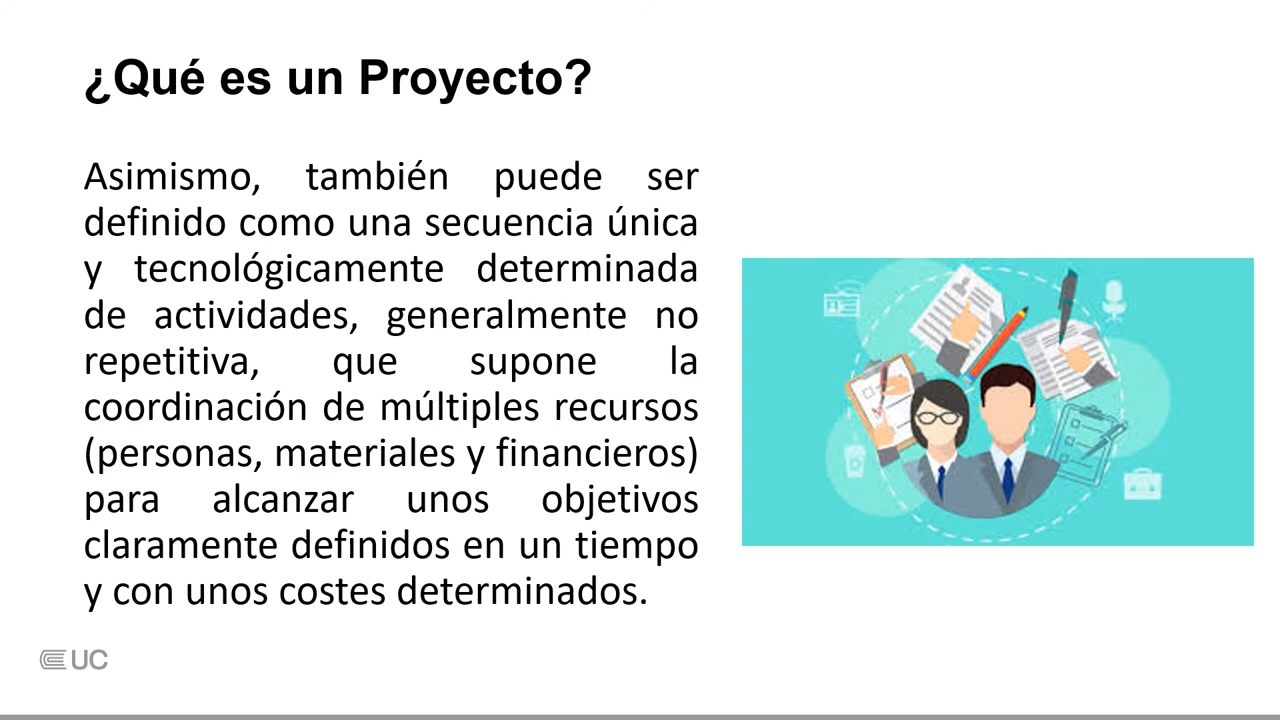 ¿Qué es un Proyecto?
Asimismo, también puede ser
definido como una secuencia única
y tecnológicamente determinada
de actividades, generalmente no
repetitiva, que supone la
coordinación de múltiples recursos
(personas, materiales y financieros)
para alcanzar unos objetivos
claramente definidos en un tiempo
y con unos costes determinados.
UC